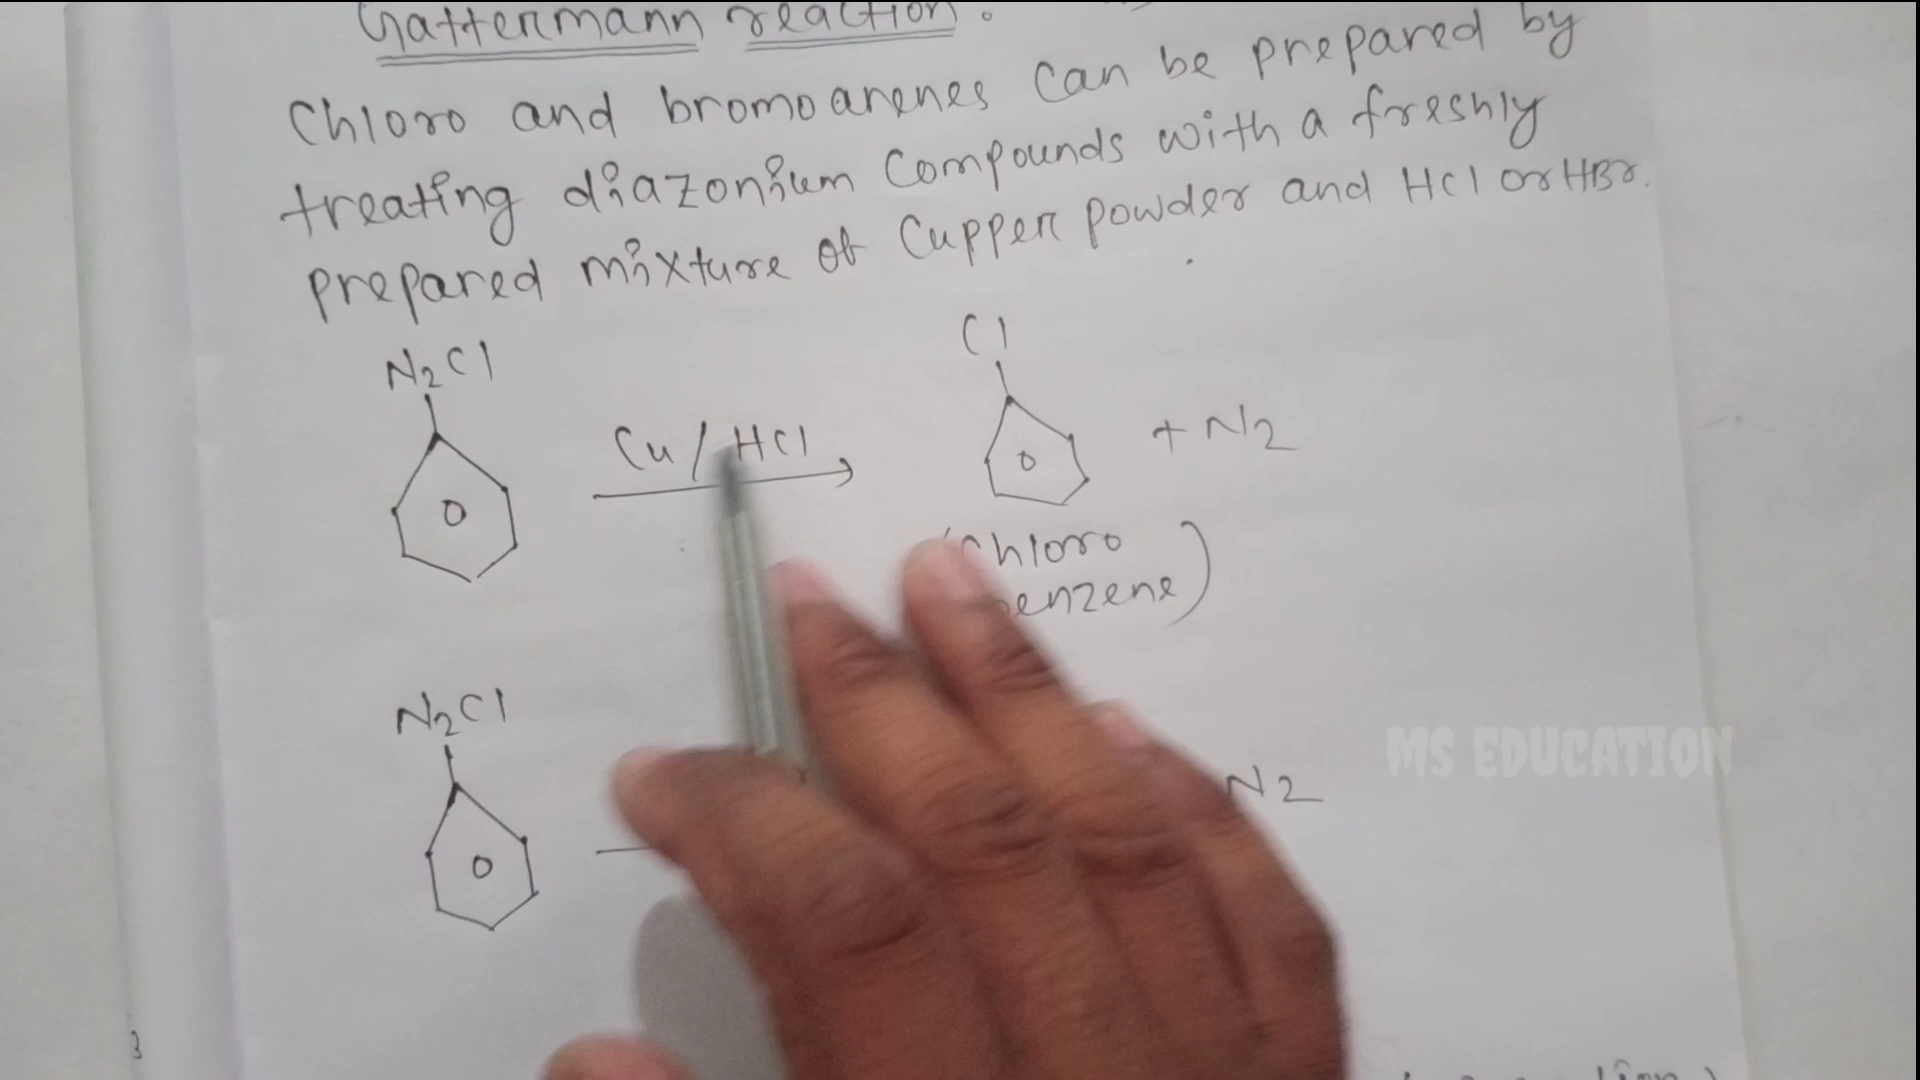 Gattermann reaction.
Chloro and bromoarenes can be prepared by
treating diazonium compounds with a freshly
prepared mixture of Cupper powder and HCl or HBr.
N2Cl
Cu/HCl
Cl
+ N2
(Chloro
benzene)
N2Cl
N2
MS EDUCATION
3